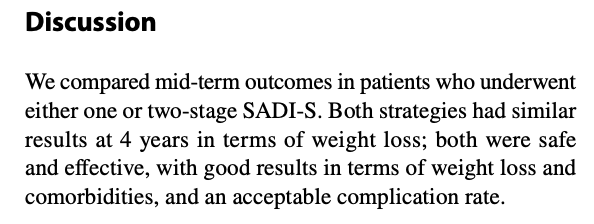 Discussion
We compared mid-term outcomes in patients who underwent
either one or two-stage SADI-S. Both strategies had similar
results at 4 years in terms of weight loss; both were safe
and effective, with good results in terms of weight loss and
comorbidities, and an acceptable complication rate.